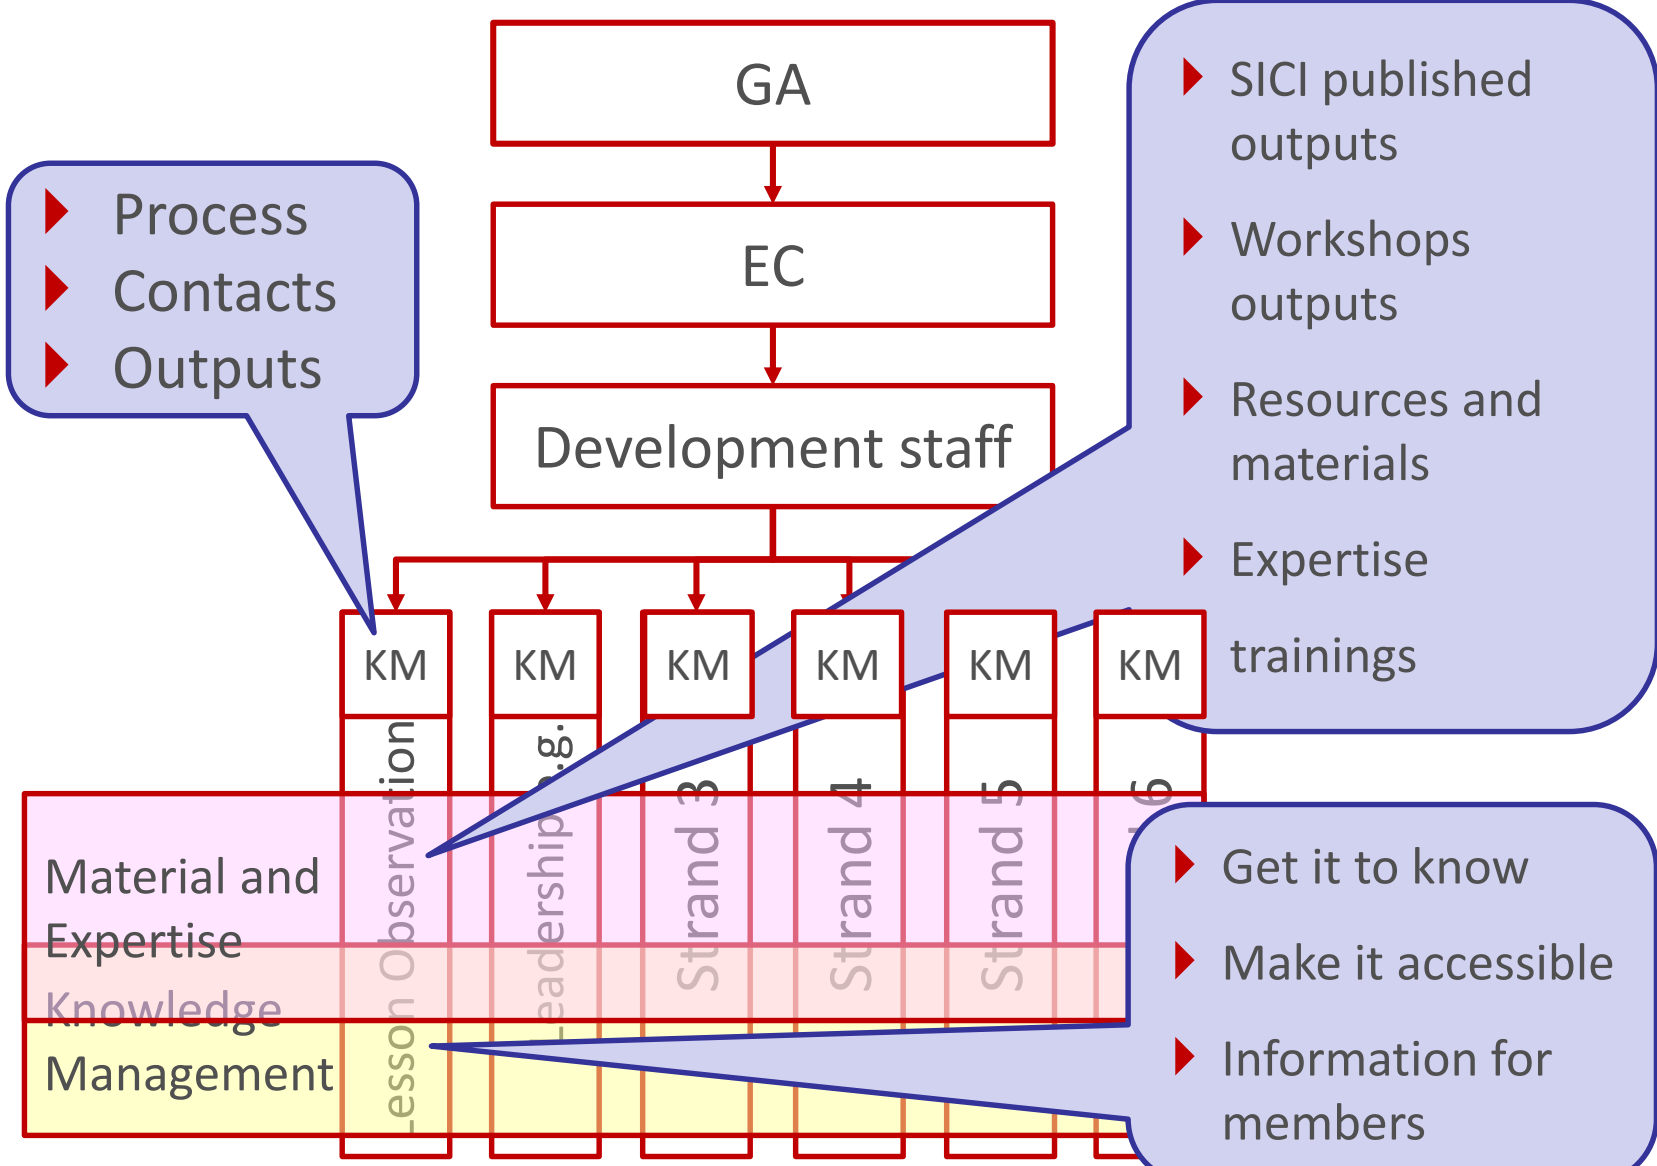 GA
EC
Development staff
Process
Contacts
Outputs
SICI published
outputs
Workshops
outputs
Resources and
materials
Expertise
trainings
KM
KM
KM
KM
KM
KM
Lesson Observation
Leadership e.g.
Strand 3
Strand 4
Strand 5
6
Material and
Expertise
Knowledge
Management
Get it to know
Make it accessible
Information for
members